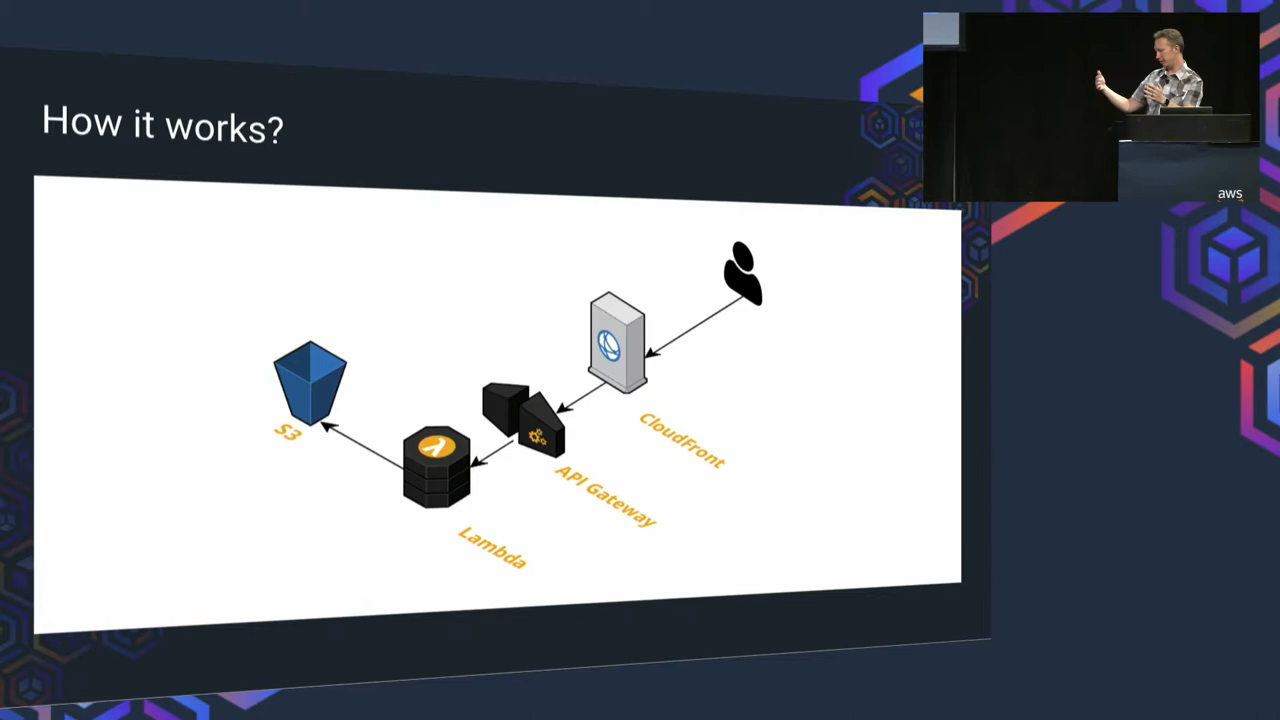 How it works?
aws
S3
CloudFront
API Gateway
Lambda